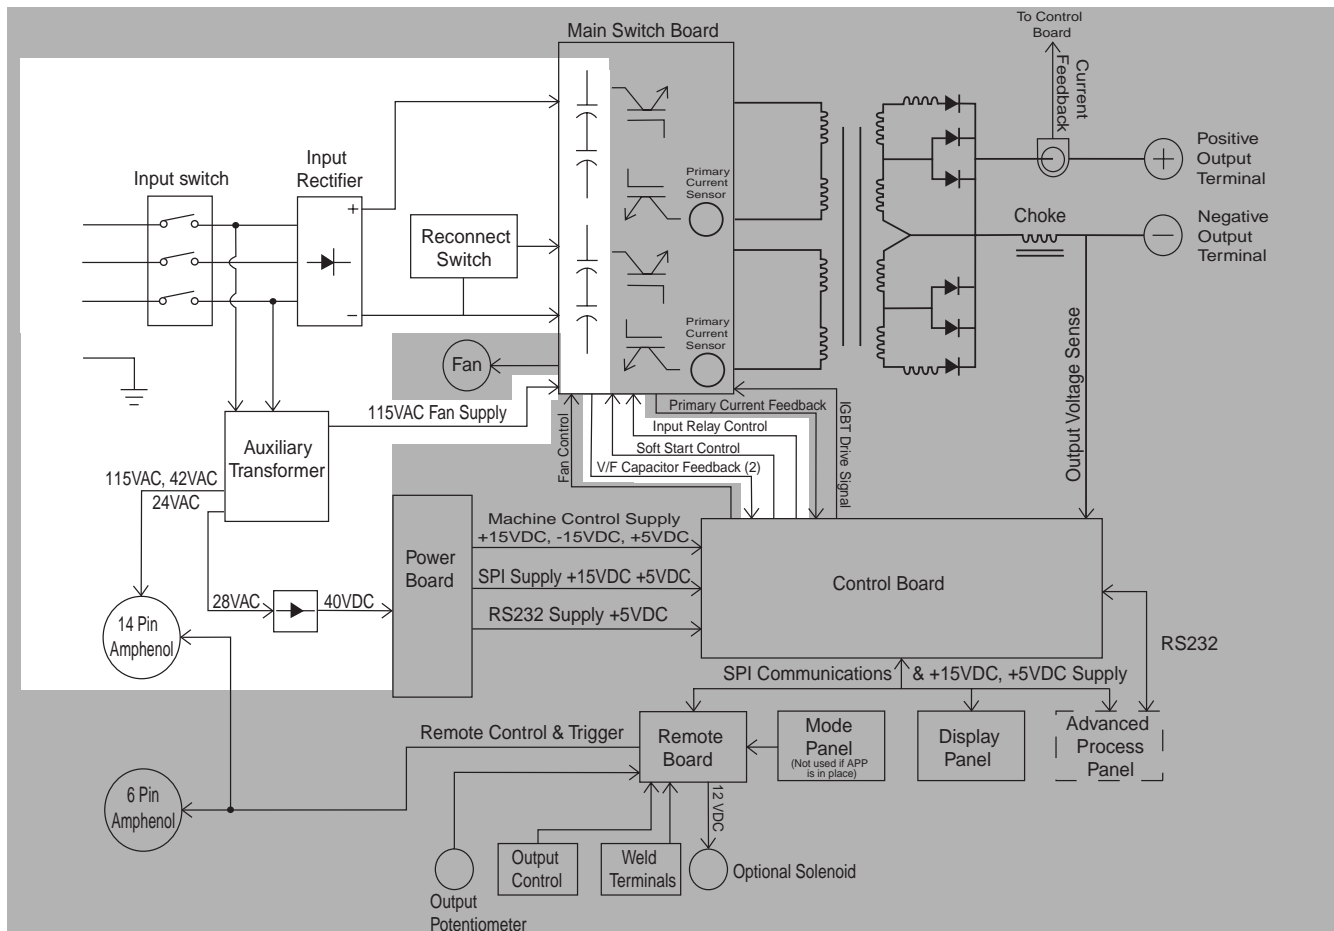 To Control
Board
Main Switch Board
Current
Feedback
Positive
Output
Terminal
Input
Rectifier
Input switch
+
+
Primary
Current
Sensor
Reconnect
Switch
Choke
Negative
Output
Terminal
−
−
Primary
Current
Sensor
Fan
Output Voltage Sense
115VAC Fan Supply
Primary Current Feedback
Input Relay Control
Soft Start Control
V/F Capacitor Feedback (2)
Fan Control
IGBT Drive Signal
Auxiliary
Transformer
115VAC, 42VAC
24VAC
Machine Control Supply
+15VDC, -15VDC, +5VDC
Power
Board
SPI Supply +15VDC +5VDC
Control Board
28VAC
40VDC
RS232 Supply +5VDC
14 Pin
Amphenol
RS232
SPI Communications & +15VDC, +5VDC Supply
Remote Control & Trigger
Remote
Board
Mode
Panel
(Not used if APP
is in place)
Display
Panel
Advanced
Process
Panel
6 Pin
Amphenol
12 VDC
Output
Control
Weld
Terminals
Optional Solenoid
Output
Potentiometer